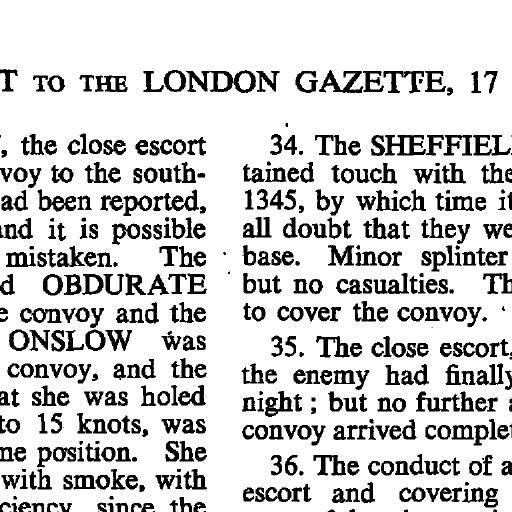 T TO THE LONDON GAZETTE, 17
, the close escort
voy to the south-
ad been reported,
and it is possible
mistaken. The
d OBDURATE
e convoy and the
ONSLOW was
convoy, and the
at she was holed
to 15 knots, was
me position. She
with smoke, with
ciency, since the
34. The SHEFFIEL
tained touch with the
1345, by which time it
all doubt that they we
base. Minor splinter
but no casualties. Th
to cover the convoy.
35. The close escort,
the enemy had finally
night ; but no further a
convoy arrived complet
36. The conduct of a
escort and covering